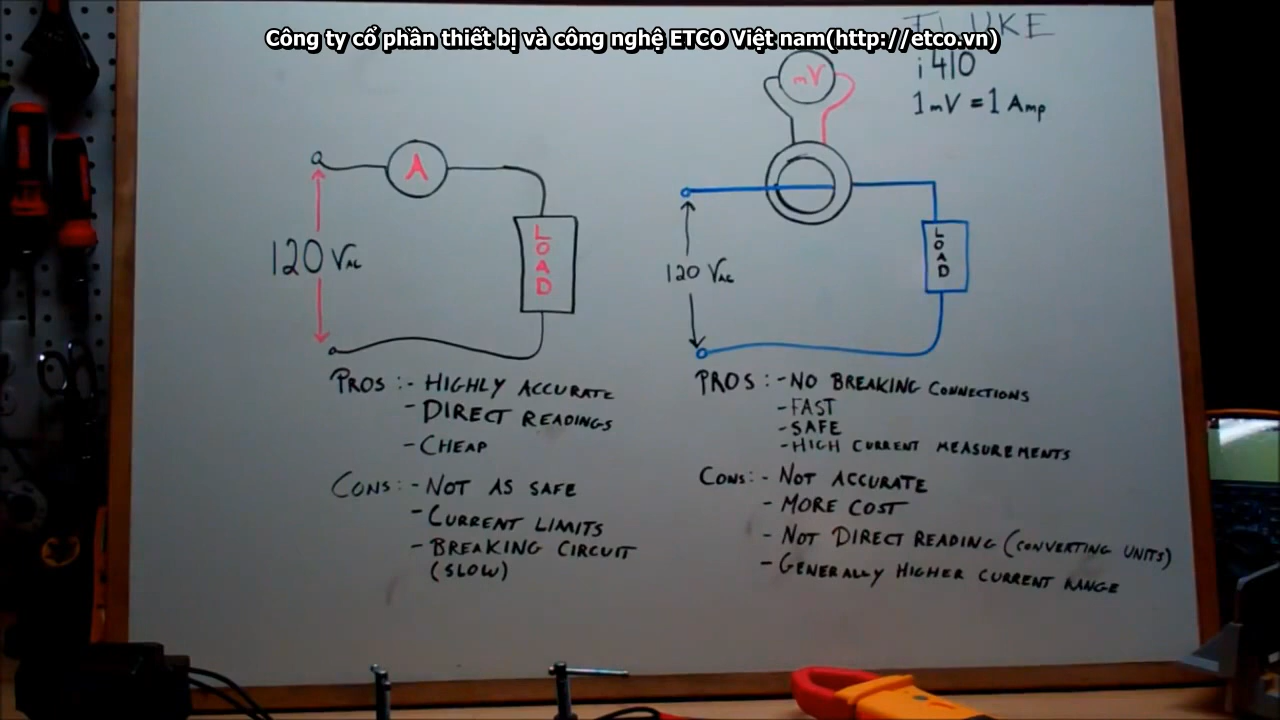 Công ty cổ phần thiết bị và công nghệ ETCO Việt nam(http://etco.vn)
FLUKE
i410
1mV = 1 Amp
mV
A
LOAD
120 VAC
LOAD
120 VAC
PROS :- HIGHLY ACCURATE
- DIRECT READINGS
- CHEAP
CONS :- NOT AS SAFE
- CURRENT LIMITS
- BREAKING CIRCUIT
(SLOW)
PROS :- NO BREAKING CONNECTIONS
- FAST
- SAFE
- HIGH CURRENT MEASUREMENTS
CONS :- NOT ACCURATE
- MORE COST
- NOT DIRECT READING (CONVERTING UNITS)
- GENERALLY HIGHER CURRENT RANGE